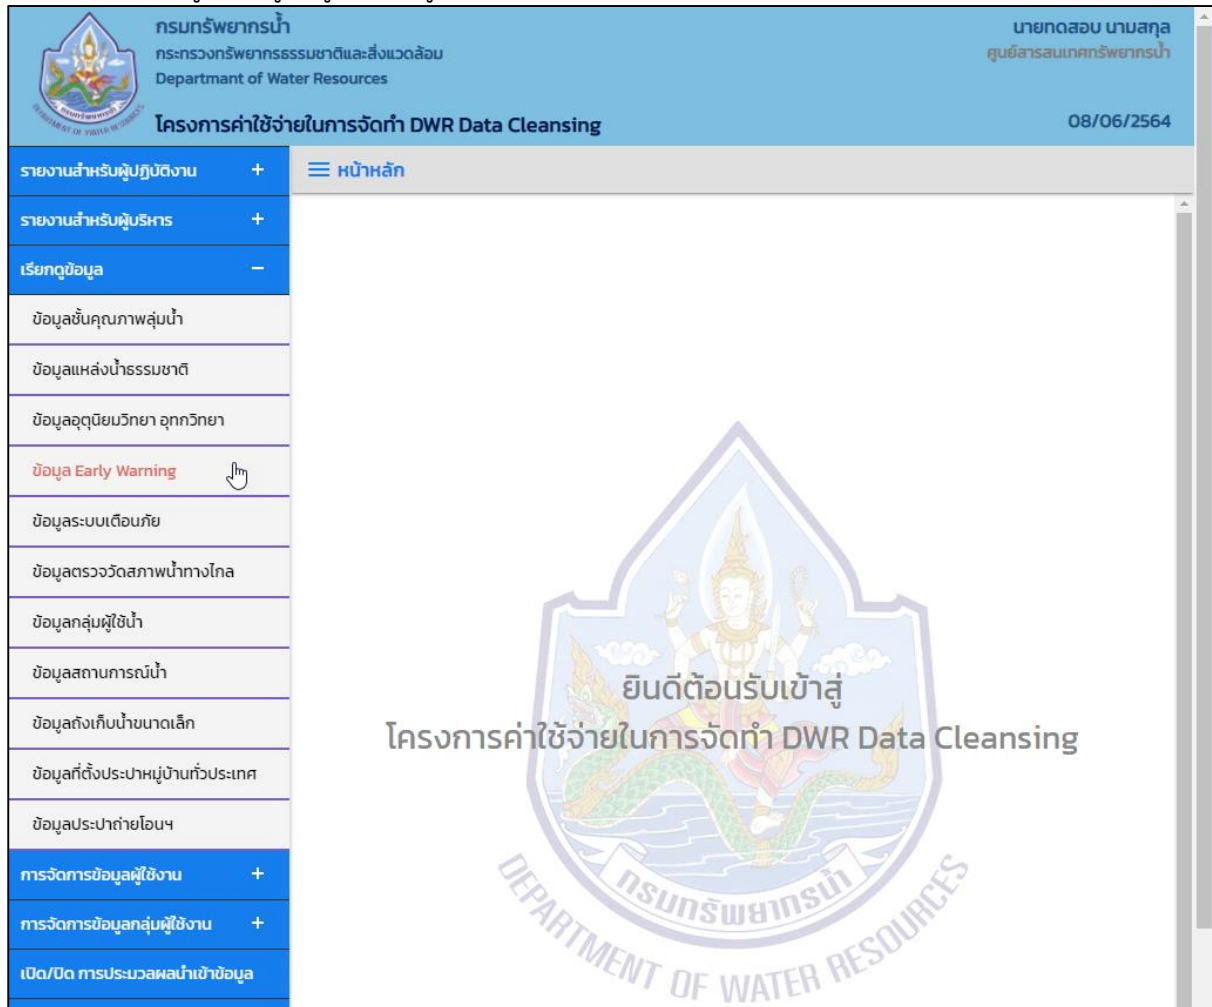 กรมทรัพยากรน้ำ
กระทรวงทรัพยากรธรรมชาติและสิ่งแวดล้อม
Departmant of Water Resources
โครงการค่าใช้จ่ายในการจัดทำ DWR Data Cleansing
นายทดสอบ นามสกุล
ศูนย์สารสนเทศทรัพยากรน้ำ
08/06/2564
รายงานสำหรับผู้ปฏิบัติงาน +
รายงานสำหรับผู้บริหาร +
เรียกดูข้อมูล −
ข้อมูลชั้นคุณภาพลุ่มน้ำ
ข้อมูลแหล่งน้ำธรรมชาติ
ข้อมูลอุตุนิยมวิทยา อุทกวิทยา
ข้อมูล Early Warning
ข้อมูลระบบเตือนภัย
ข้อมูลตรวจวัดสภาพน้ำทางไกล
ข้อมูลกลุ่มผู้ใช้น้ำ
ข้อมูลสถานการณ์น้ำ
ข้อมูลถังเก็บน้ำขนาดเล็ก
ข้อมูลที่ตั้งประปาหมู่บ้านทั่วประเทศ
ข้อมูลประปาถ่ายโอนฯ
การจัดการข้อมูลผู้ใช้งาน +
การจัดการข้อมูลกลุ่มผู้ใช้งาน +
เปิด/ปิด การประมวลผลนำเข้าข้อมูล
หน้าหลัก
ยินดีต้อนรับเข้าสู่
โครงการค่าใช้จ่ายในการจัดทำ DWR Data Cleansing
กรมทรัพยากรน้ำ
DEPARTMENT OF WATER RESOURCES